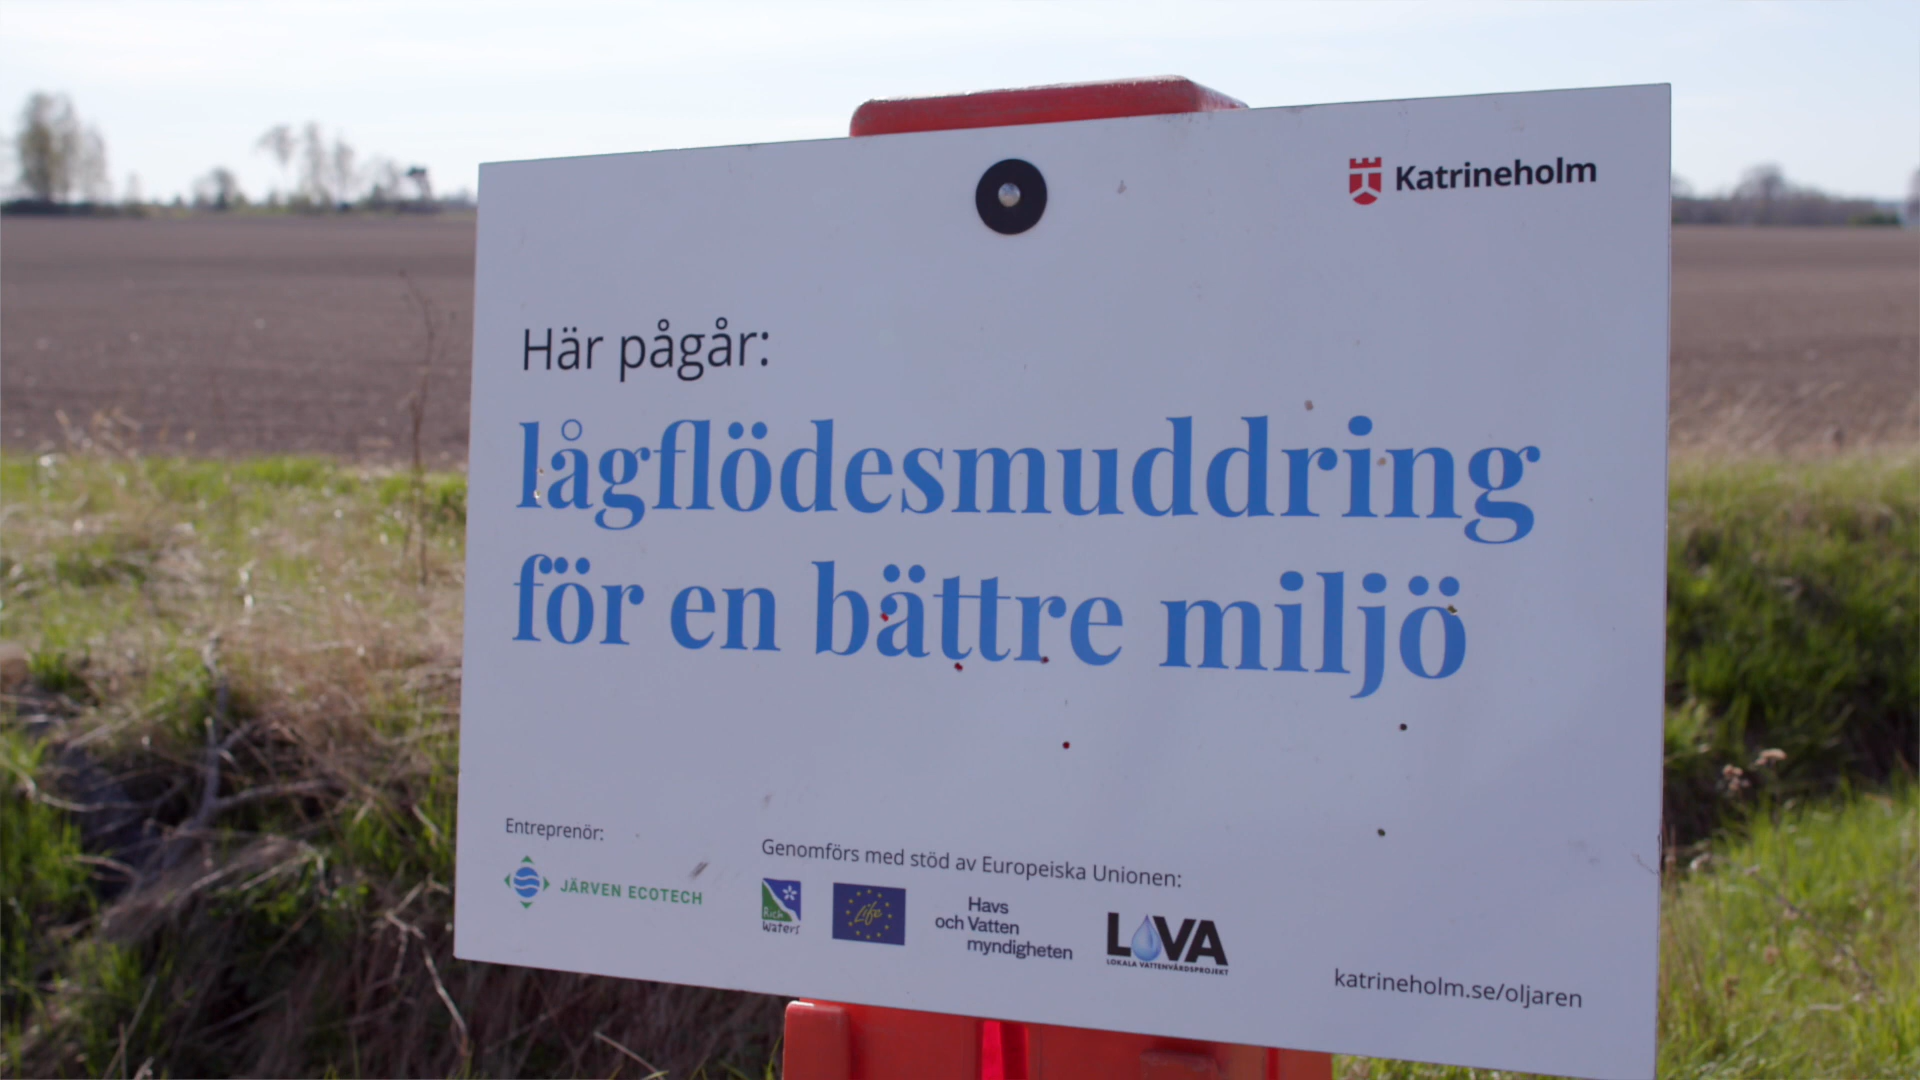 Katrineholm
Här pågår:
lågflödesmuddring
för en bättre miljö
Entreprenör:
JÄRVEN ECOTECH
Genomförs med stöd av Europeiska Unionen:
Rich
Waters
Life
Havs
och Vatten
myndigheten
LOVA
LOKALA VATTENVÅRDSPROJEKT
katrineholm.se/oljaren